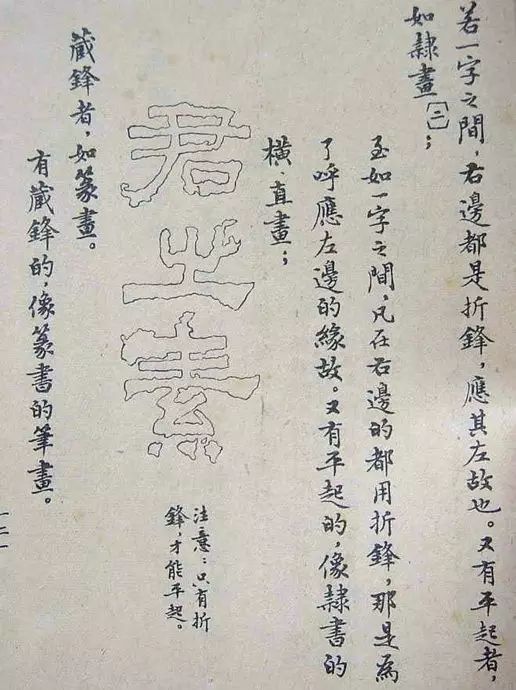 若一字之間，右邊都是折鋒，應其左故也。又有平起者，
如隸畫〔二〕；
至如一字之間，凡在右邊的都用折鋒，那是為
了呼應左邊的緣故。又有平起的，像隸書的
橫、直畫；
君之素
注意：只有折
鋒，才能平起。
藏鋒者，如篆畫。
有藏鋒的，像篆書的筆畫。